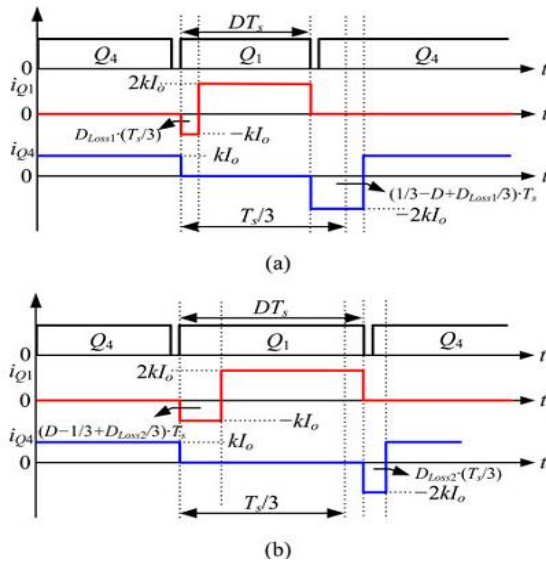 DTs
Q4 Q1 Q4
0 t
iQ1 2kIo
0 t
DLoss1·(Ts/3) −kIo
iQ4 kIo
0 t
(1/3−D+DLoss1/3)·Ts
Ts/3 −2kIo
(a)
DTs
Q4 Q1 Q4
0 t
iQ1 2kIo
0 t
(D−1/3+DLoss2/3)·Ts −kIo
iQ4 kIo
0 t
DLoss2·(Ts/3)
Ts/3 −2kIo
(b)